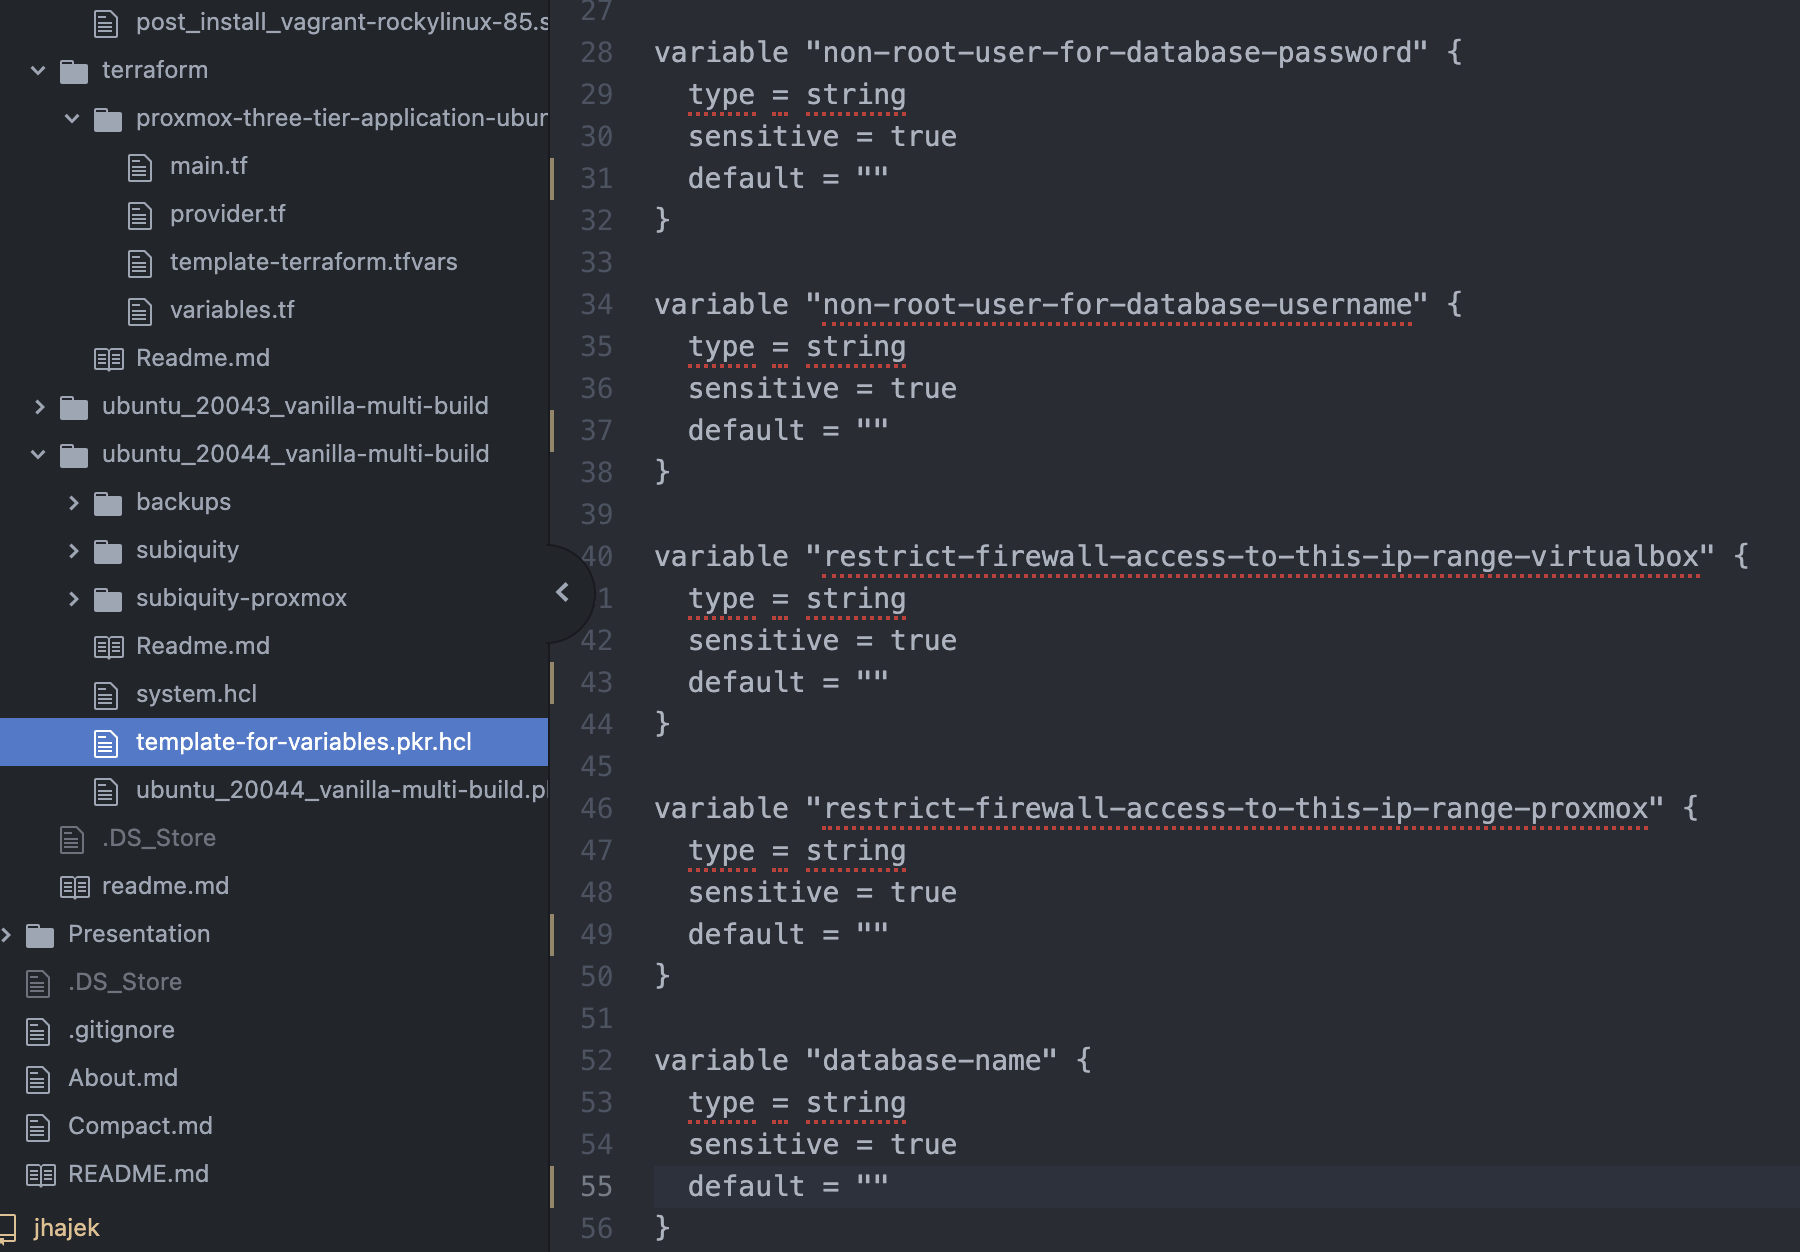 post_install_vagrant-rockylinux-85.s
terraform
proxmox-three-tier-application-ubun
main.tf
provider.tf
template-terraform.tfvars
variables.tf
Readme.md
ubuntu_20043_vanilla-multi-build
ubuntu_20044_vanilla-multi-build
backups
subiquity
subiquity-proxmox
Readme.md
system.hcl
template-for-variables.pkr.hcl
ubuntu_20044_vanilla-multi-build.pl
.DS_Store
readme.md
Presentation
.DS_Store
.gitignore
About.md
Compact.md
README.md
jhajek
27
28 variable "non-root-user-for-database-password" {
29 type = string
30 sensitive = true
31 default = ""
32 }
33
34 variable "non-root-user-for-database-username" {
35 type = string
36 sensitive = true
37 default = ""
38 }
39
40 variable "restrict-firewall-access-to-this-ip-range-virtualbox" {
1 type = string
42 sensitive = true
43 default = ""
44 }
45
46 variable "restrict-firewall-access-to-this-ip-range-proxmox" {
47 type = string
48 sensitive = true
49 default = ""
50 }
51
52 variable "database-name" {
53 type = string
54 sensitive = true
55 default = ""
56 }